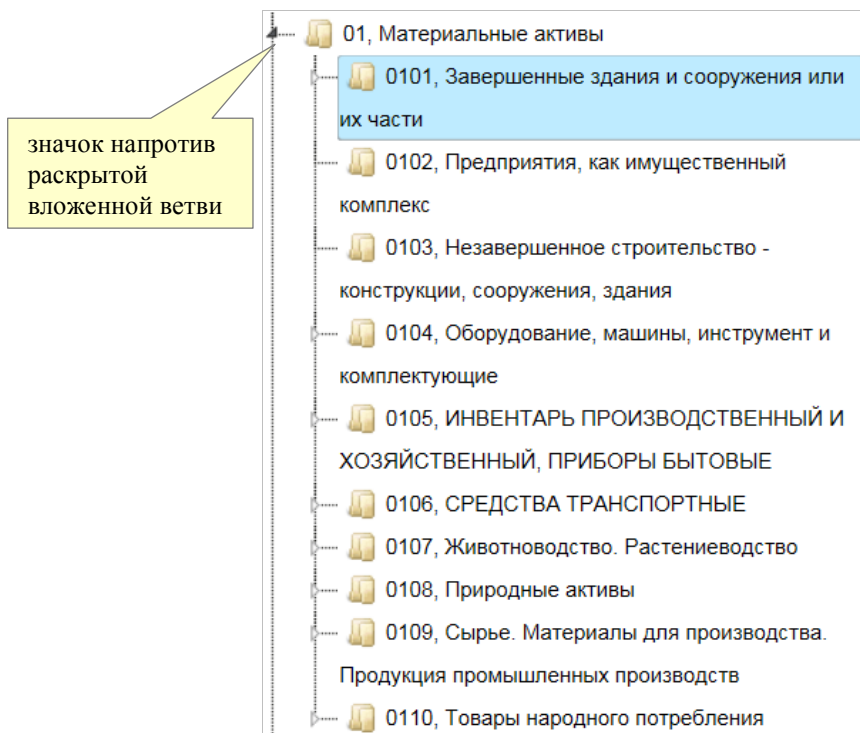 01, Материальные активы
0101, Завершенные здания и сооружения или
их части
значок напротив
раскрытой
вложенной ветви
0102, Предприятия, как имущественный
комплекс
0103, Незавершенное строительство -
конструкции, сооружения, здания
0104, Оборудование, машины, инструмент и
комплектующие
0105, ИНВЕНТАРЬ ПРОИЗВОДСТВЕННЫЙ И
ХОЗЯЙСТВЕННЫЙ, ПРИБОРЫ БЫТОВЫЕ
0106, СРЕДСТВА ТРАНСПОРТНЫЕ
0107, Животноводство. Растениеводство
0108, Природные активы
0109, Сырье. Материалы для производства.
Продукция промышленных производств
0110, Товары народного потребления